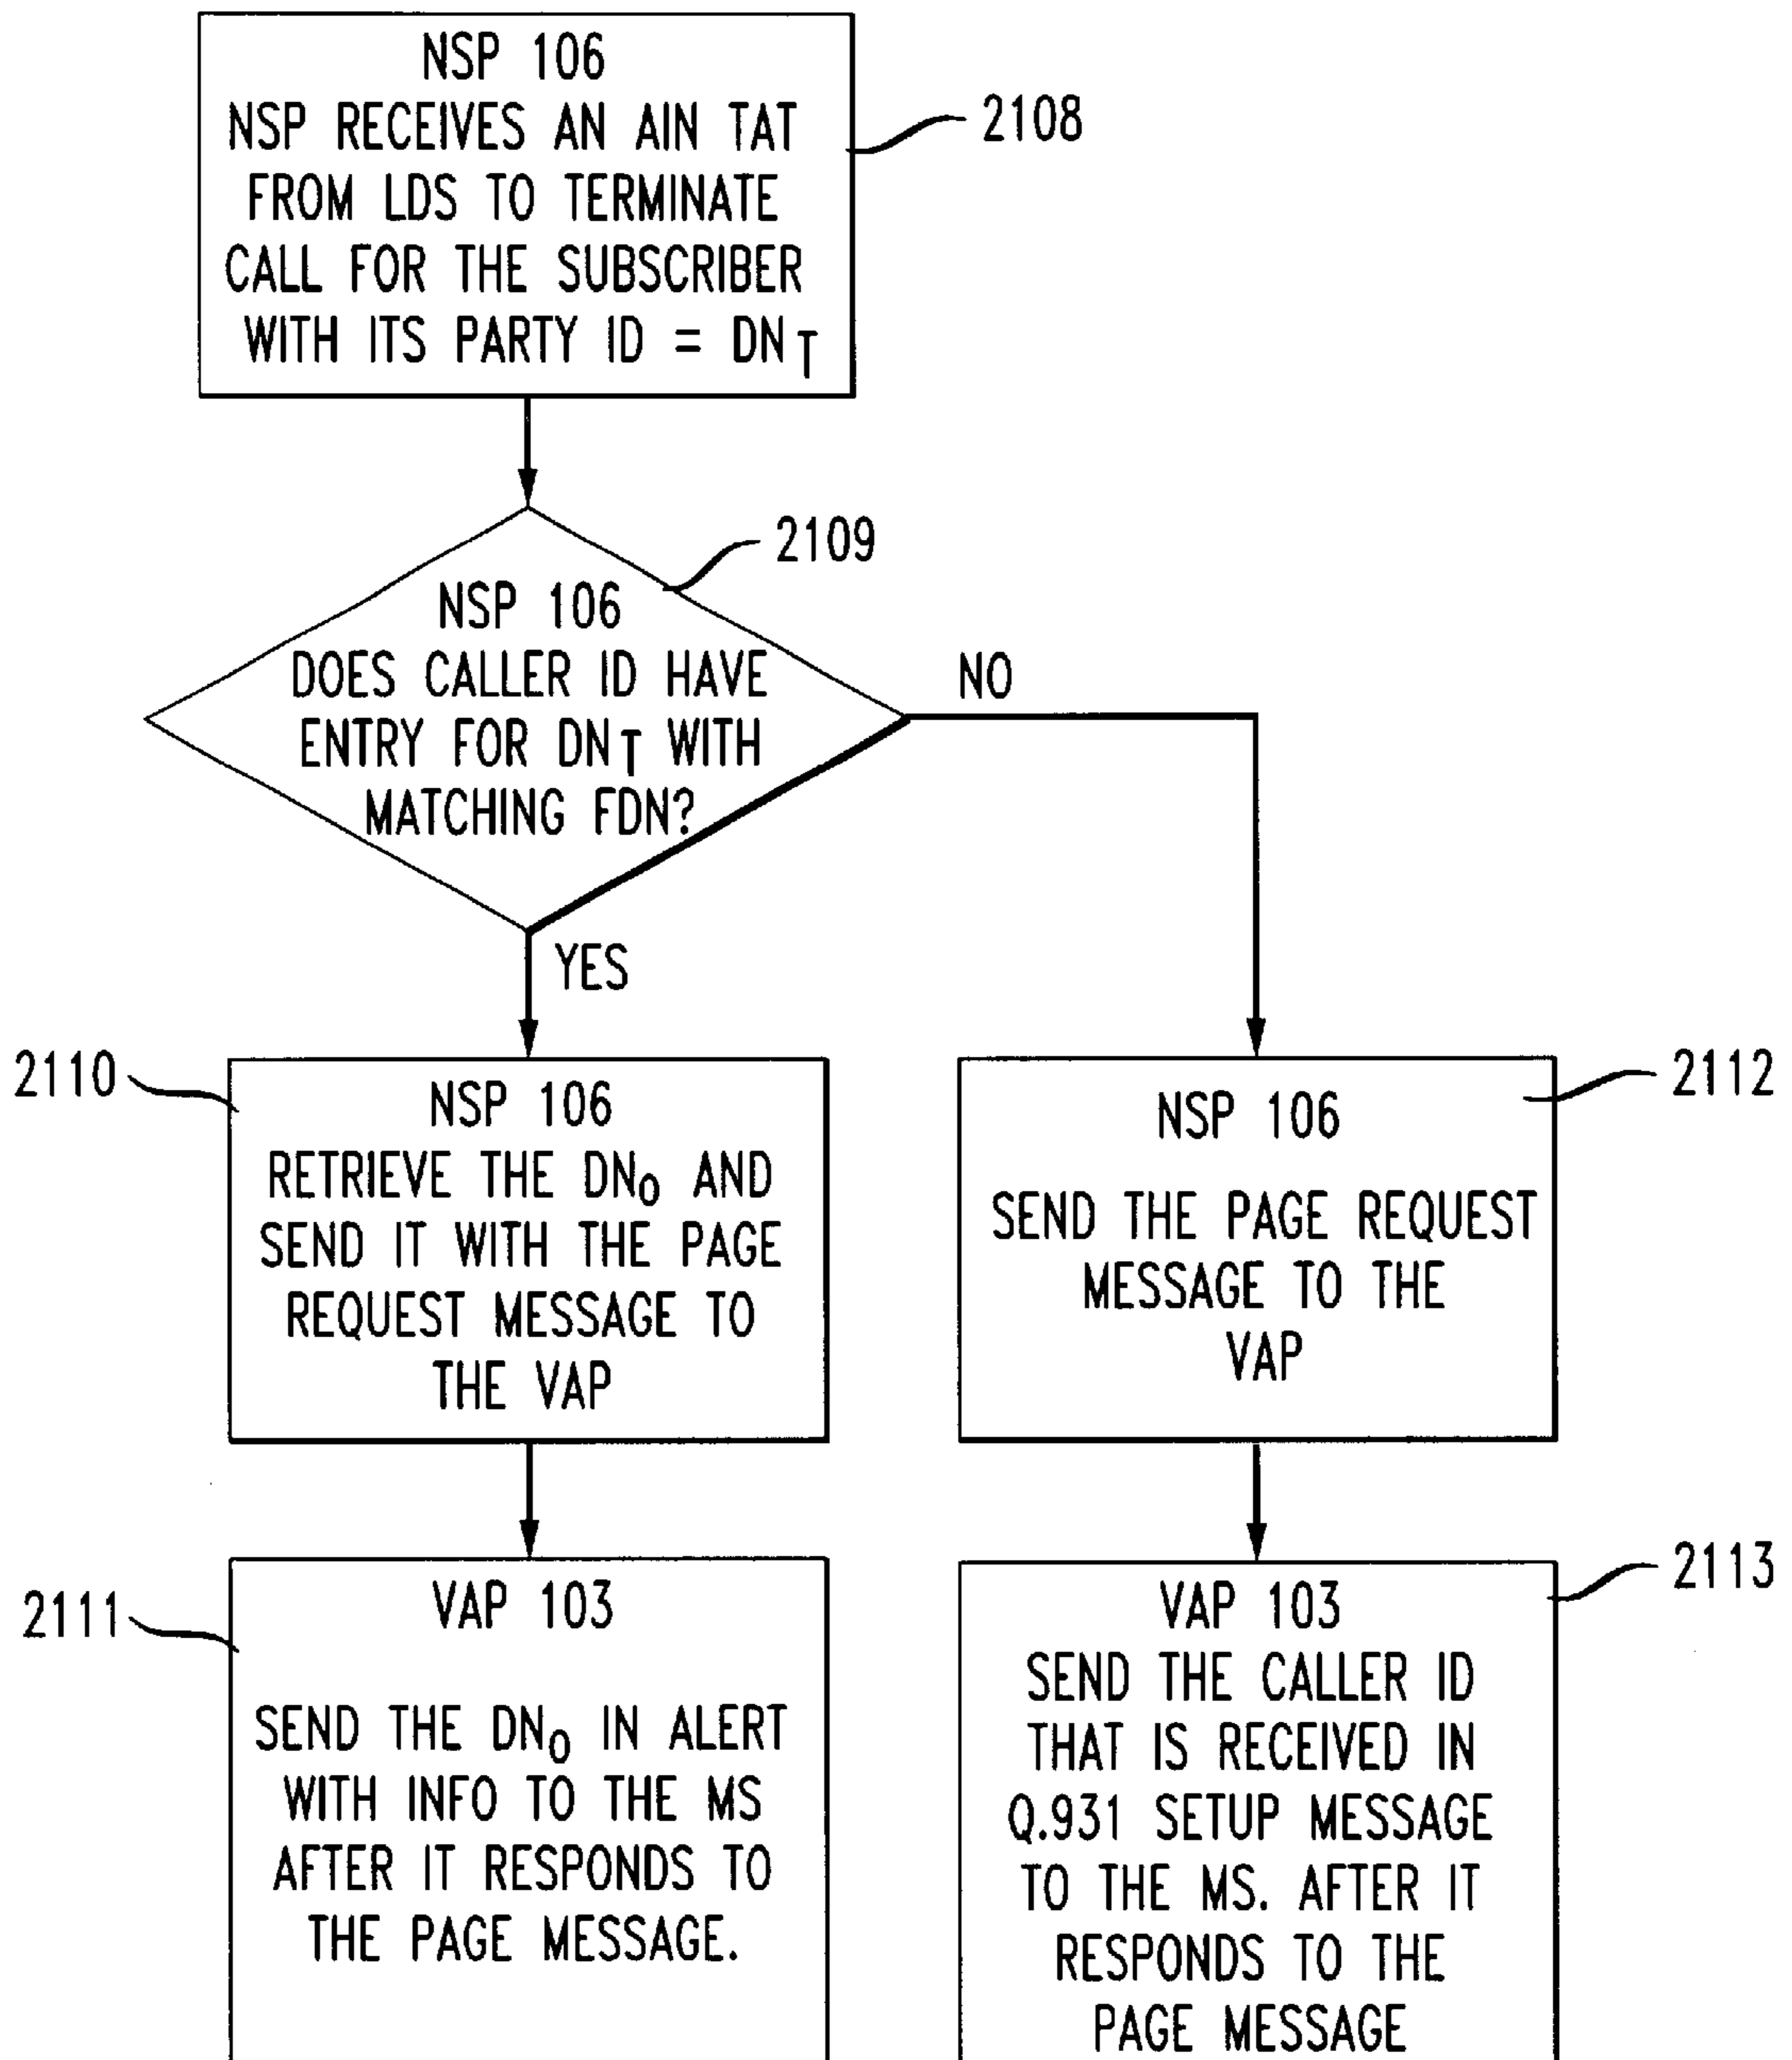 NSP 106
NSP RECEIVES AN AIN TAT
FROM LDS TO TERMINATE
CALL FOR THE SUBSCRIBER
WITH ITS PARTY ID = DNT
2108
2109
NSP 106
DOES CALLER ID HAVE
ENTRY FOR DNT WITH
MATCHING FDN?
NO
YES
2110
NSP 106
RETRIEVE THE DNO AND
SEND IT WITH THE PAGE
REQUEST MESSAGE TO
THE VAP
2112
NSP 106
SEND THE PAGE REQUEST
MESSAGE TO THE
VAP
2111
VAP 103
SEND THE DNO IN ALERT
WITH INFO TO THE MS
AFTER IT RESPONDS TO
THE PAGE MESSAGE.
2113
VAP 103
SEND THE CALLER ID
THAT IS RECEIVED IN
Q.931 SETUP MESSAGE
TO THE MS. AFTER IT
RESPONDS TO THE
PAGE MESSAGE